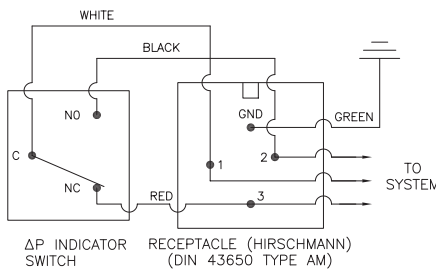 WHITE
BLACK
NO
GND
GREEN
C
1
2
TO
SYSTEM
NC
RED
3
ΔP INDICATOR
SWITCH
RECEPTACLE (HIRSCHMANN)
(DIN 43650 TYPE AM)